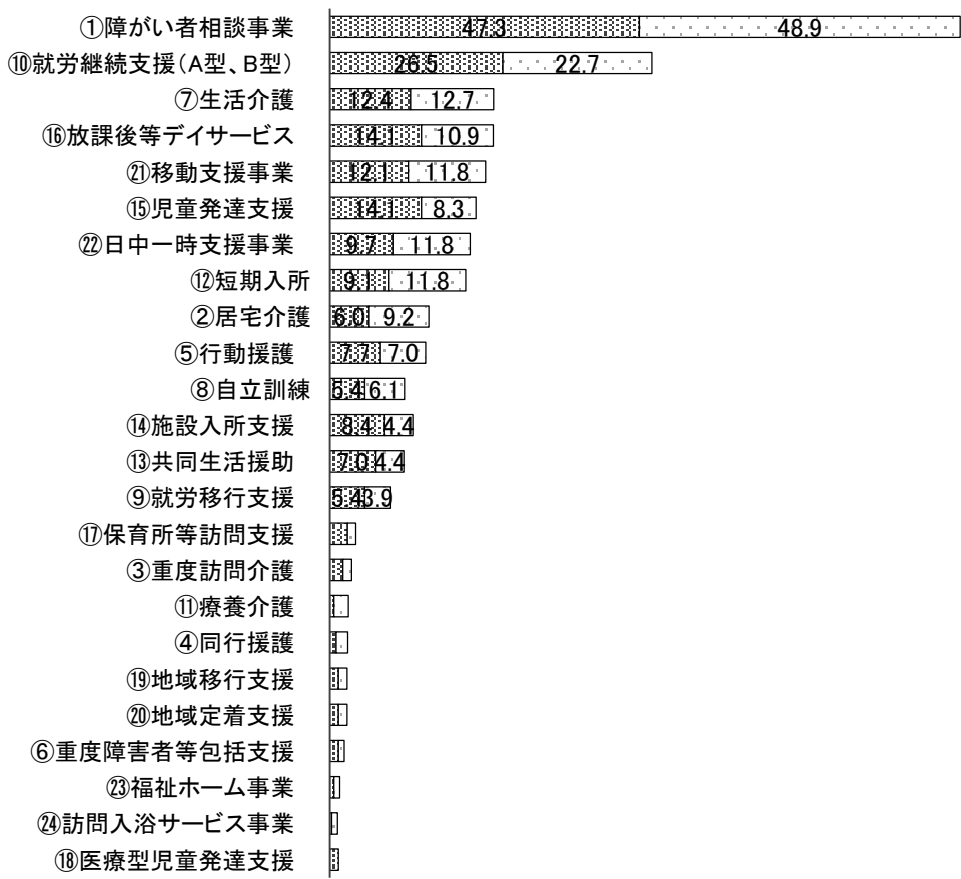 ①障がい者相談事業 47.3 48.9
⑩就労継続支援(A型、B型) 26.5 22.7
⑦生活介護 12.4 12.7
⑯放課後等デイサービス 14.1 10.9
㉑移動支援事業 12.1 11.8
⑮児童発達支援 14.1 8.3
㉒日中一時支援事業 9.7 11.8
⑫短期入所 9.1 11.8
②居宅介護 6.0 9.2
⑤行動援護 7.7 7.0
⑧自立訓練 5.4 6.1
⑭施設入所支援 8.4 4.4
⑬共同生活援助 7.0 4.4
⑨就労移行支援 5.4 3.9
⑰保育所等訪問支援
③重度訪問介護
⑪療養介護
④同行援護
⑲地域移行支援
⑳地域定着支援
⑥重度障害者等包括支援
㉓福祉ホーム事業
㉔訪問入浴サービス事業
⑱医療型児童発達支援